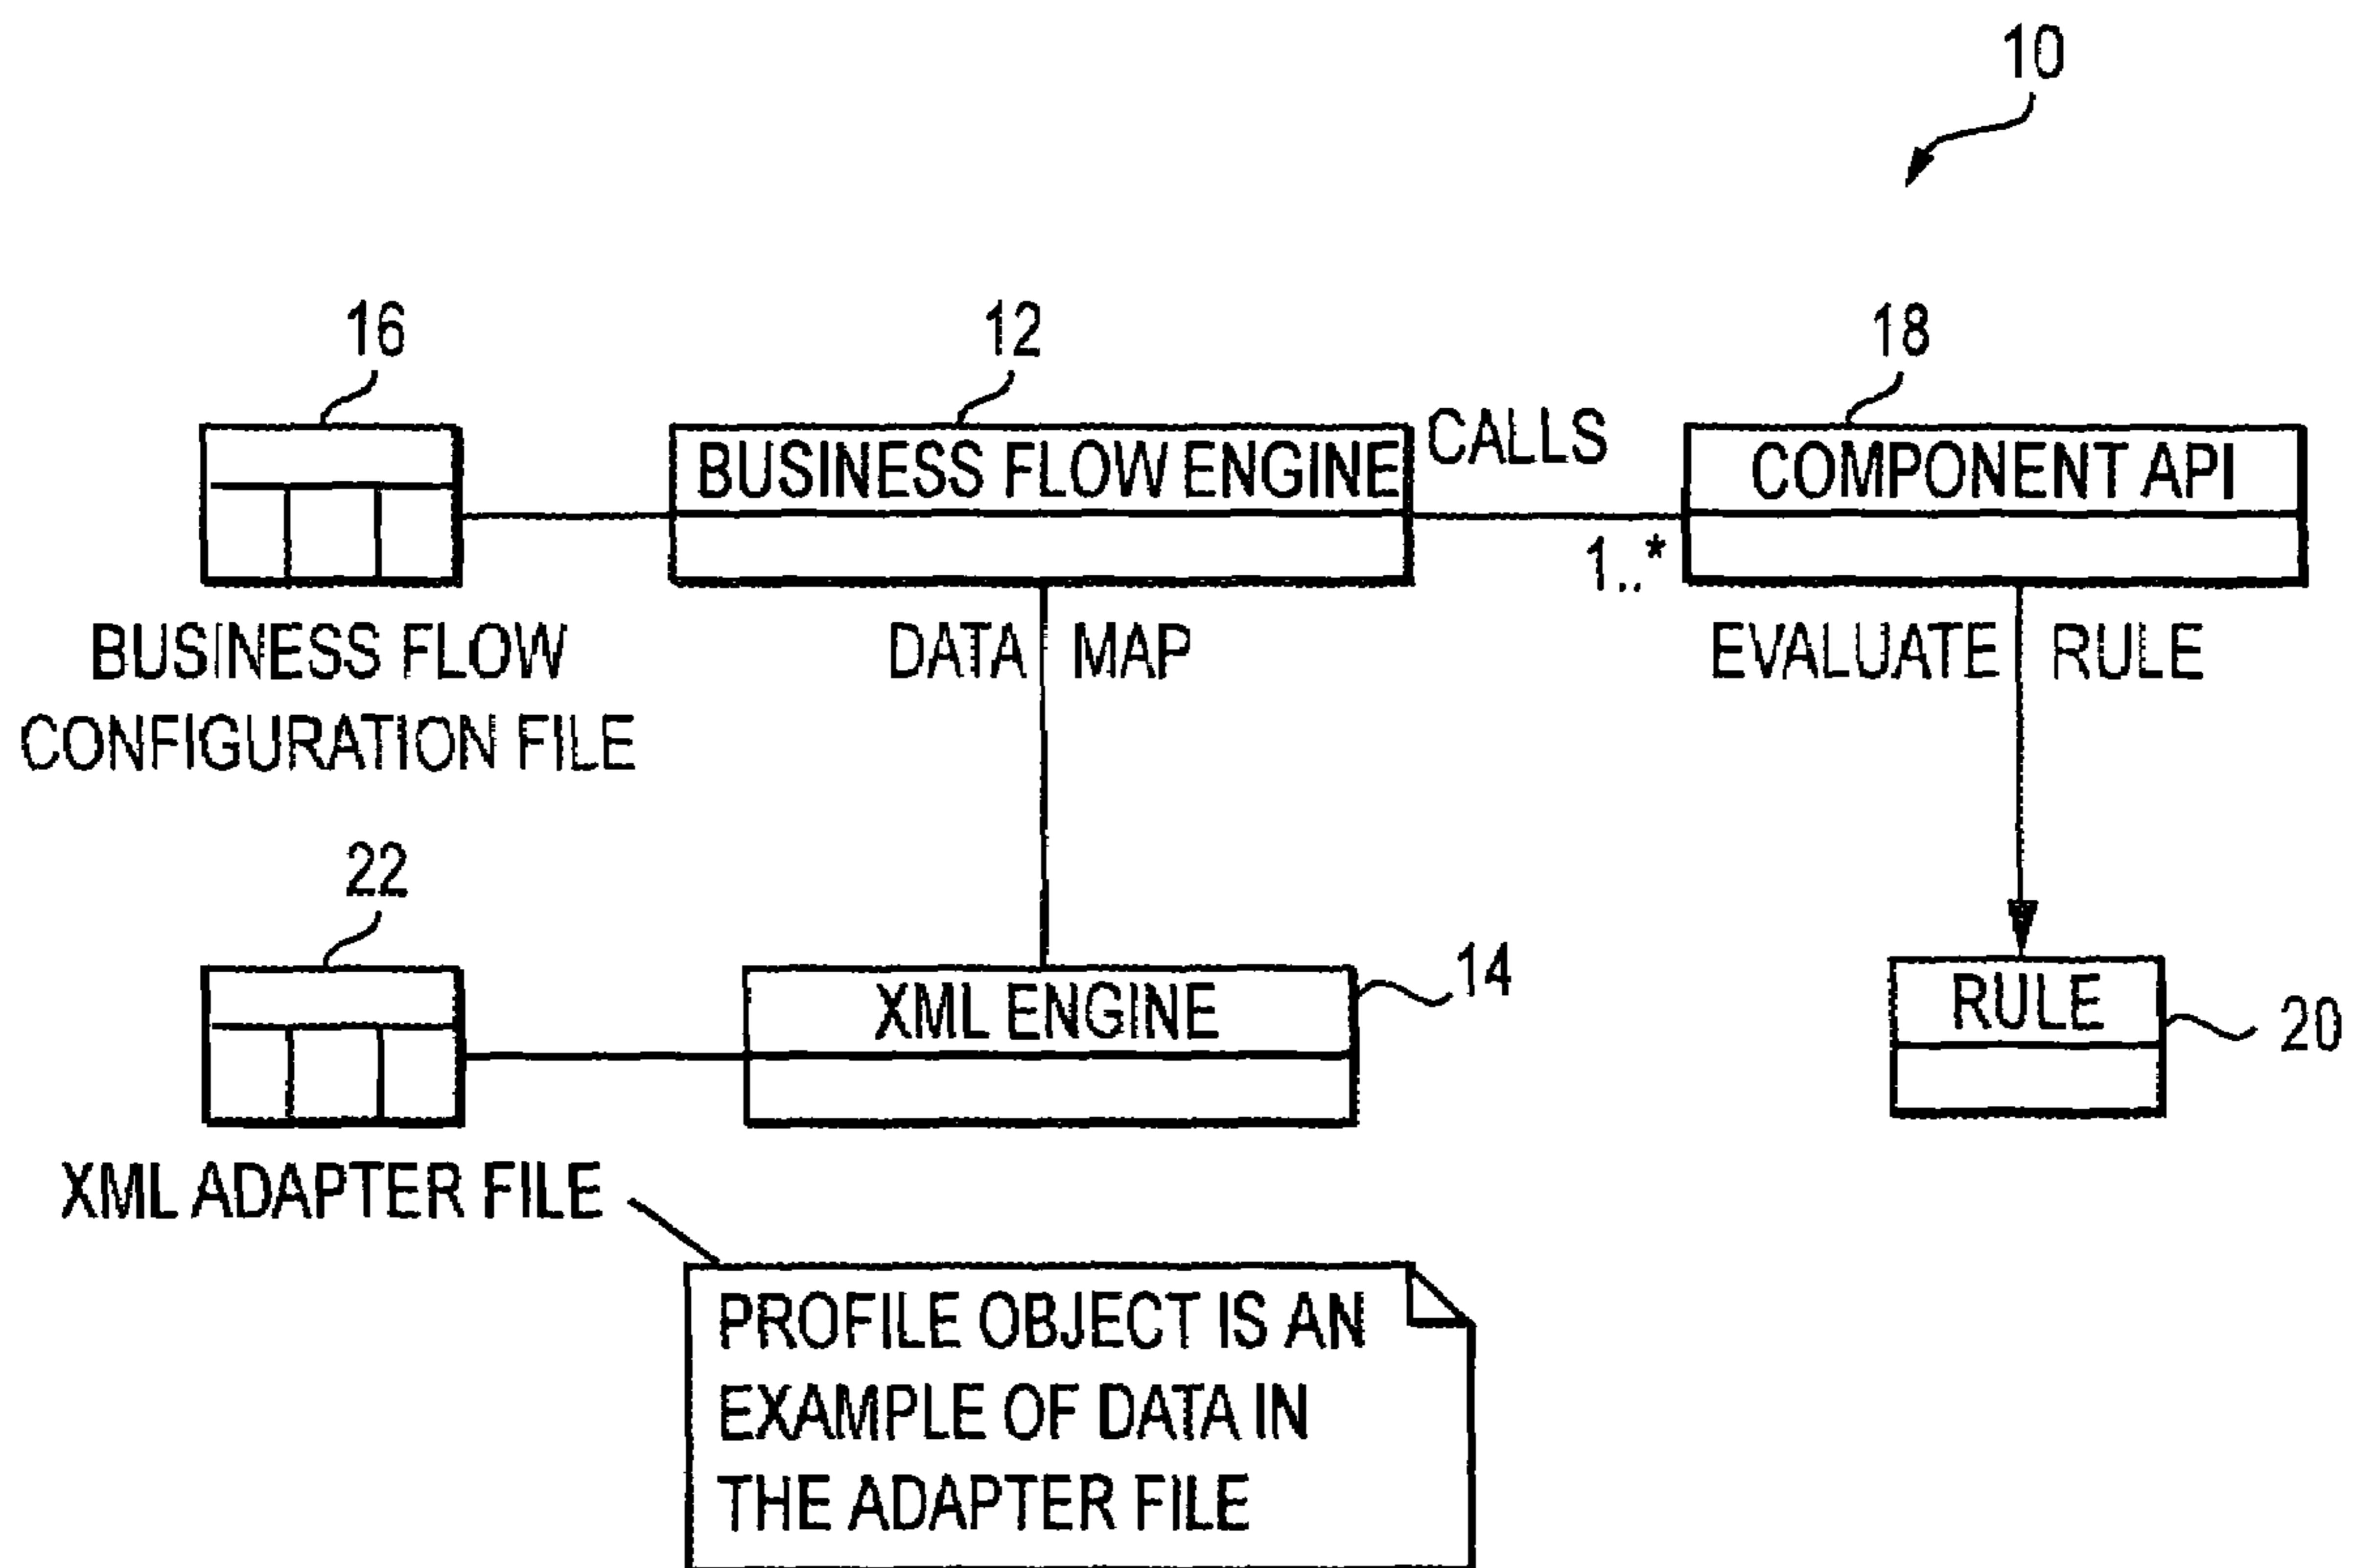 10
16
12
18
BUSINESS FLOW ENGINE
CALLS
COMPONENT API
1..*
BUSINESS FLOW
CONFIGURATION FILE
DATA MAP
EVALUATE RULE
22
XML ENGINE
14
RULE
20
XML ADAPTER FILE
PROFILE OBJECT IS AN
EXAMPLE OF DATA IN
THE ADAPTER FILE